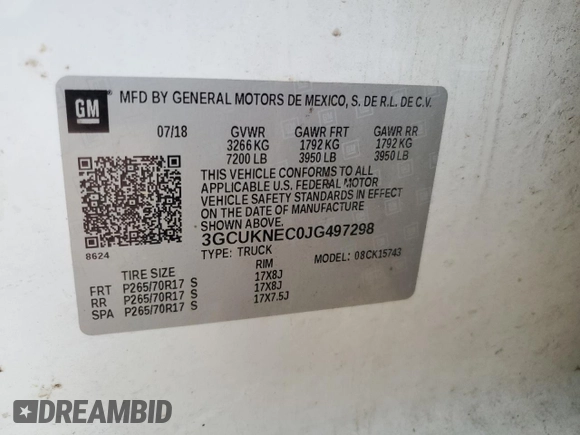 GM
MFD BY GENERAL MOTORS DE MEXICO, S. DE R.L. DE C.V.
07/18 GVWR GAWR FRT GAWR RR
3266 KG 1792 KG 1792 KG
7200 LB 3950 LB 3950 LB
THIS VEHICLE CONFORMS TO ALL
APPLICABLE U.S. FEDERAL MOTOR
VEHICLE SAFETY STANDARDS IN EFFECT
ON THE DATE OF MANUFACTURE SHOWN ABOVE.
3GCUKNEC0JG497298
8624 TYPE: TRUCK MODEL: 08CK15743
TIRE SIZE RIM
FRT P265/70R17 S 17X8J
RR P265/70R17 S 17X8J
SPA P265/70R17 S 17X7.5J
DREAMBID
DREAMBID.COM